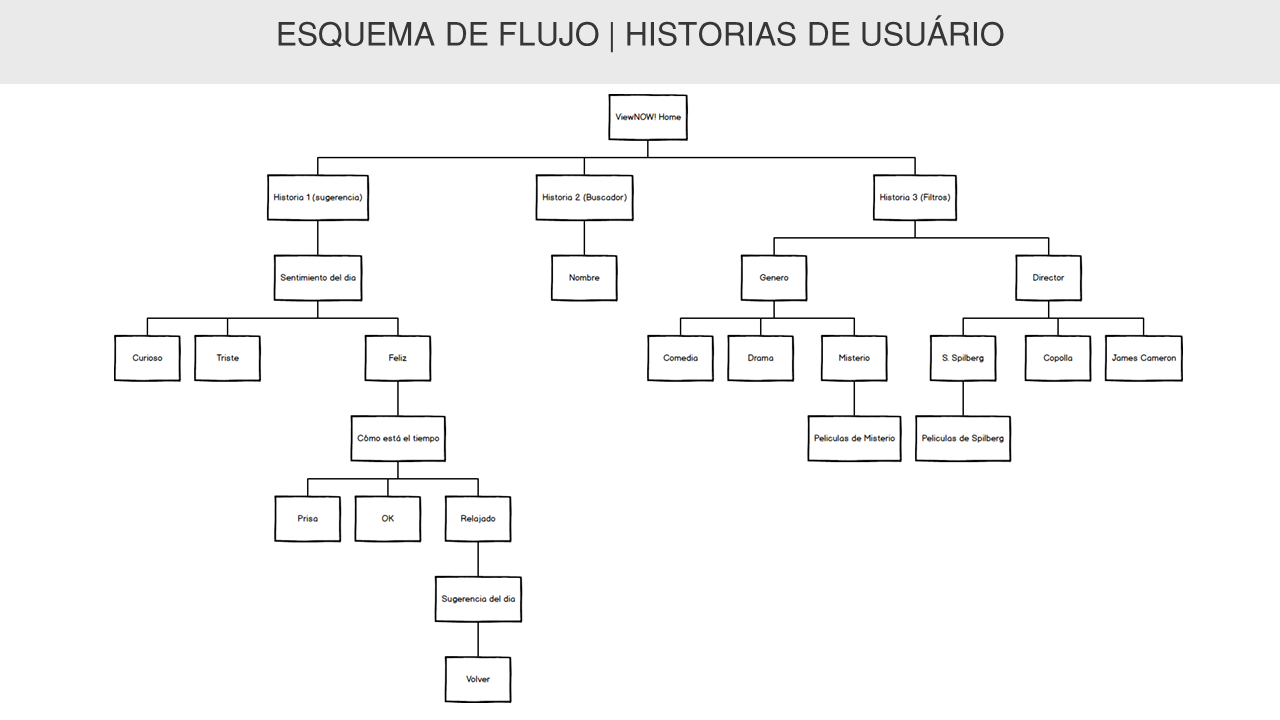 ESQUEMA DE FLUJO | HISTORIAS DE USUÁRIO
ViewNOW! Home
Historia 1 (sugerencia)
Historia 2 (Buscador)
Historia 3 (Filtros)
Sentimiento del dia
Nombre
Genero
Director
Curioso
Triste
Feliz
Comedia
Drama
Misterio
S. Spilberg
Copolla
James Cameron
Cómo está el tiempo
Peliculas de Misterio
Peliculas de Spilberg
Prisa
OK
Relajado
Sugerencia del dia
Volver